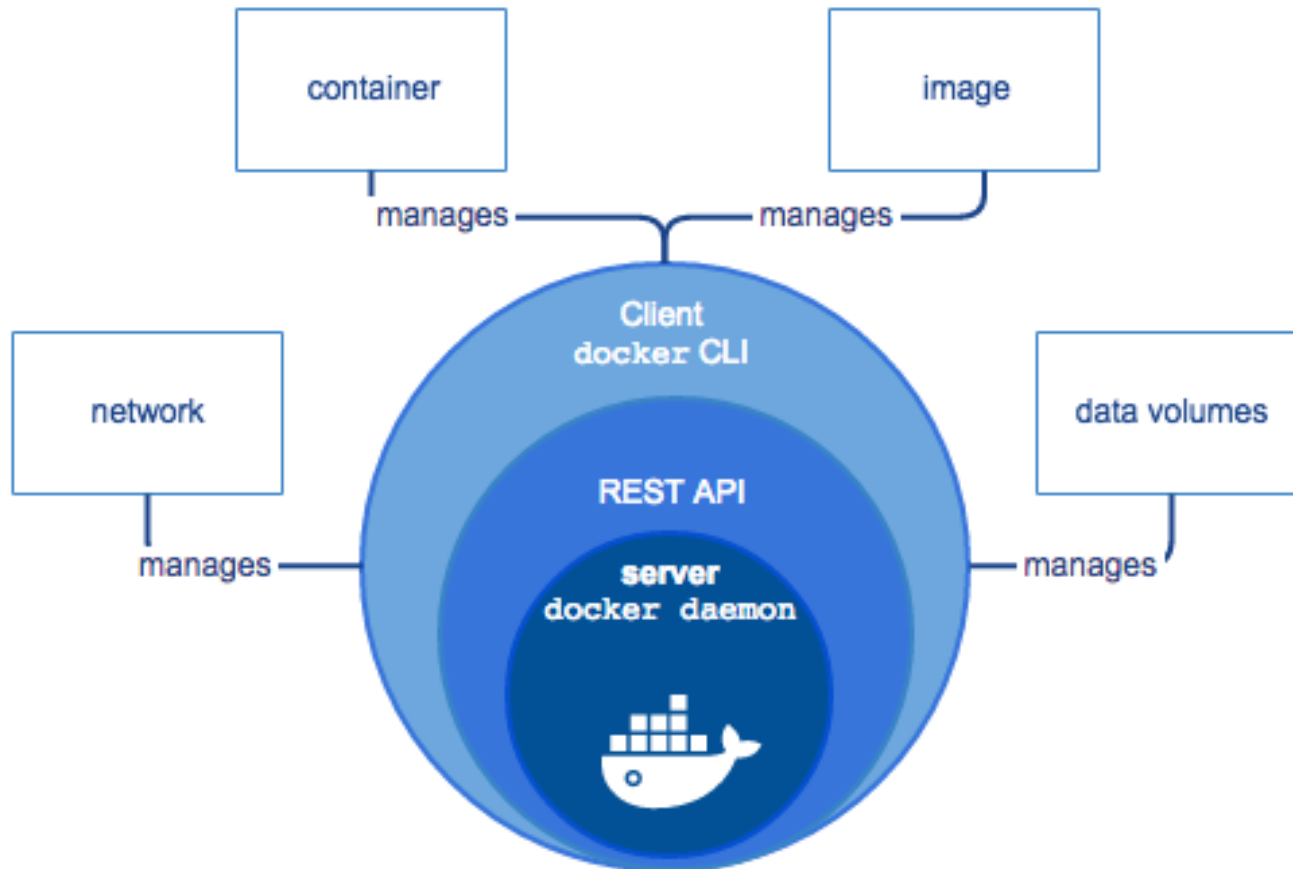 container
image
manages
manages
Client
docker CLI
network
data volumes
REST API
manages
manages
server
docker daemon